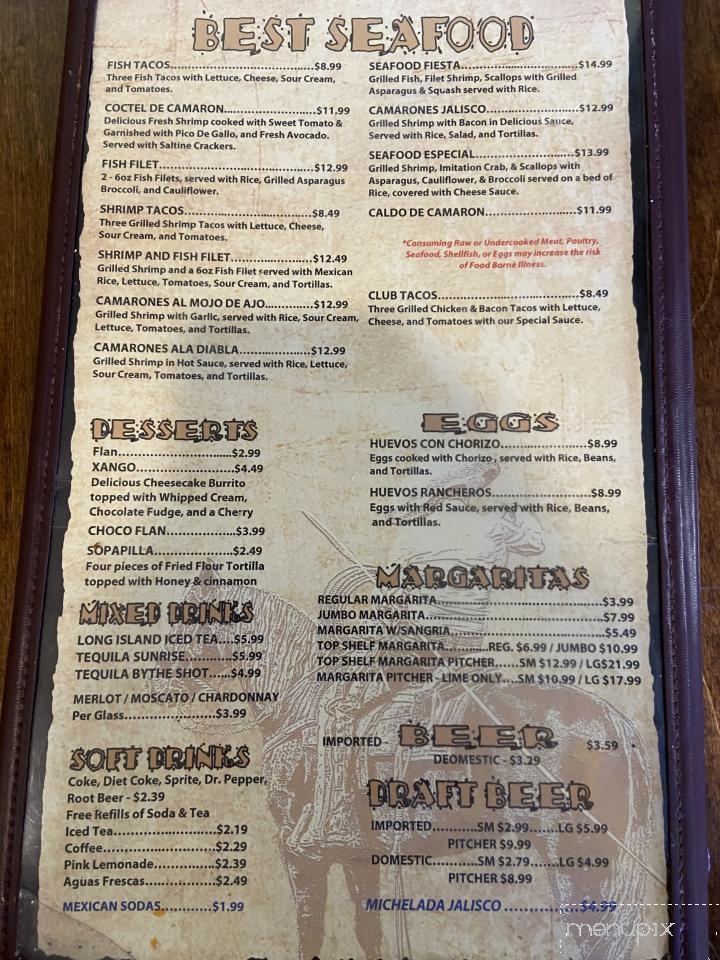 BEST SEAFOOD
FISH TACOS..............................$8.99
Three Fish Tacos with Lettuce, Cheese, Sour Cream,
and Tomatoes.
COCTEL DE CAMARON....................$11.99
Delicious Fresh Shrimp cooked with Sweet Tomato &
Garnished with Pico De Gallo, and Fresh Avocado.
Served with Saltine Crackers.
FISH FILET..............................$12.99
2 - 6oz Fish Filets, served with Rice, Grilled Asparagus
Broccoli, and Cauliflower.
SHRIMP TACOS..............................$8.49
Three Grilled Shrimp Tacos with Lettuce, Cheese,
Sour Cream, and Tomatoes.
SHRIMP AND FISH FILET....................$12.49
Grilled Shrimp and a 6oz Fish Filet served with Mexican
Rice, Lettuce, Tomatoes, Sour Cream, and Tortillas.
CAMARONES AL MOJO DE AJO..........$12.99
Grilled Shrimp with Garlic, served with Rice, Sour Cream,
Lettuce, Tomatoes, and Tortillas.
CAMARONES ALA DIABLA...............$12.99
Grilled Shrimp in Hot Sauce, served with Rice, Lettuce,
Sour Cream, Tomatoes, and Tortillas.
SEAFOOD FIESTA.........................$14.99
Grilled Fish, Filet Shrimp, Scallops with Grilled
Asparagus & Squash served with Rice.
CAMARONES JALISCO....................$12.99
Grilled Shrimp with Bacon in Delicious Sauce,
Served with Rice, Salad, and Tortillas.
SEAFOOD ESPECIAL....................$13.99
Grilled Shrimp, Imitation Crab, & Scallops with
Asparagus, Cauliflower, & Broccoli served on a bed of
Rice, covered with Cheese Sauce.
CALDO DE CAMARON....................$11.99
*Consuming Raw or Undercooked Meat, Poultry,
Seafood, Shellfish, or Eggs may increase the risk
of Food Borne Illness.
CLUB TACOS..............................$8.49
Three Grilled Chicken & Bacon Tacos with Lettuce,
Cheese, and Tomatoes with our Special Sauce.
DESSERTS
Flan..............................$2.99
XANGO.........................$4.49
Delicious Cheesecake Burrito
topped with Whipped Cream,
Chocolate Fudge, and a Cherry
CHOCO FLAN....................$3.99
SOPAPILLA....................$2.49
Four pieces of Fried Flour Tortilla
topped with Honey & cinnamon
EGGS
HUEVOS CON CHORIZO....................$8.99
Eggs cooked with Chorizo, served with Rice, Beans,
and Tortillas.
HUEVOS RANCHEROS....................$8.99
Eggs with Red Sauce, served with Rice, Beans,
and Tortillas.
MIXED DRINKS
LONG ISLAND ICED TEA....$5.99
TEQUILA SUNRISE..........$5.99
TEQUILA BY THE SHOT.....$4.99
MERLOT / MOSCATO / CHARDONNAY
Per Glass....................$3.99
MARGARITAS
REGULAR MARGARITA..............................$3.99
JUMBO MARGARITA..............................$7.99
MARGARITA W/SANGRIA.........................$5.49
TOP SHELF MARGARITA..........REG. $6.99 / JUMBO $10.99
TOP SHELF MARGARITA PITCHER......SM $12.99 / LG$21.99
MARGARITA PITCHER - LIME ONLY....SM $10.99 / LG $17.99
SOFT DRINKS
Coke, Diet Coke, Sprite, Dr. Pepper,
Root Beer - $2.39
Free Refills of Soda & Tea
Iced Tea....................$2.19
Coffee.........................$2.29
Pink Lemonade...............$2.39
Aguas Frescas...............$2.49
MEXICAN SODAS..........$1.99
IMPORTED - BEER $3.59
DEOMESTIC - $3.29
DRAFT BEER
IMPORTED..........SM $2.99.......LG $5.99
PITCHER $9.99
DOMESTIC..........SM $2.79.......LG $4.99
PITCHER $8.99
MICHELADA JALISCO ...............$4.99
menupix